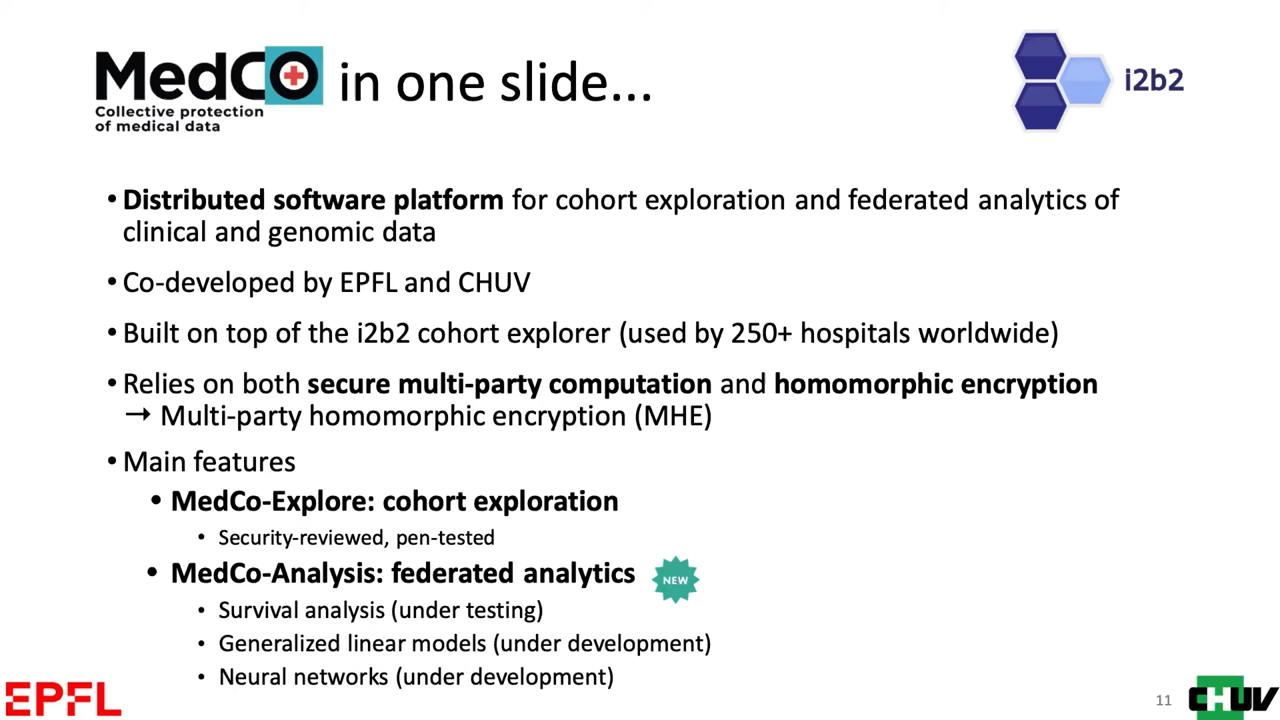 MedCo in one slide...
Collective protection
of medical data
i2b2
• Distributed software platform for cohort exploration and federated analytics of
clinical and genomic data
• Co-developed by EPFL and CHUV
• Built on top of the i2b2 cohort explorer (used by 250+ hospitals worldwide)
• Relies on both secure multi-party computation and homomorphic encryption
→ Multi-party homomorphic encryption (MHE)
• Main features
• MedCo-Explore: cohort exploration
• Security-reviewed, pen-tested
• MedCo-Analysis: federated analytics
NEW
• Survival analysis (under testing)
• Generalized linear models (under development)
• Neural networks (under development)
EPFL
11
CHUV